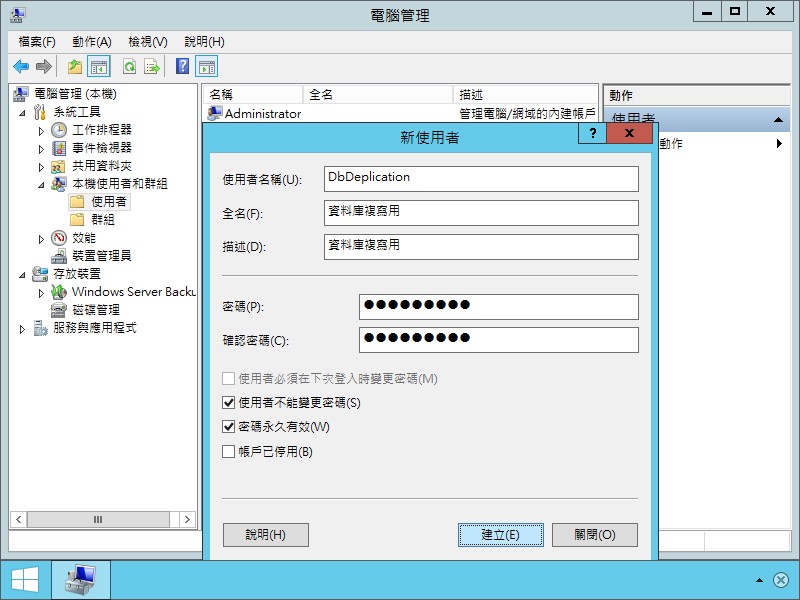 電腦管理
檔案(F) 動作(A) 檢視(V) 說明(H)
電腦管理 (本機)
系統工具
工作排程器
事件檢視器
共用資料夾
本機使用者和群組
使用者
群組
效能
裝置管理員
存放裝置
Windows Server Backu
磁碟管理
服務與應用程式
名稱 全名 描述
Administrator 管理電腦/網域的內建帳戶
動作
使用者
動作
新使用者
使用者名稱(U): DbDeplication
全名(F): 資料庫複寫用
描述(D): 資料庫複寫用
密碼(P): ●●●●●●●●●
確認密碼(C): ●●●●●●●●●
使用者必須在下次登入時變更密碼(M)
使用者不能變更密碼(S)
密碼永久有效(W)
帳戶已停用(B)
說明(H) 建立(E) 關閉(O)